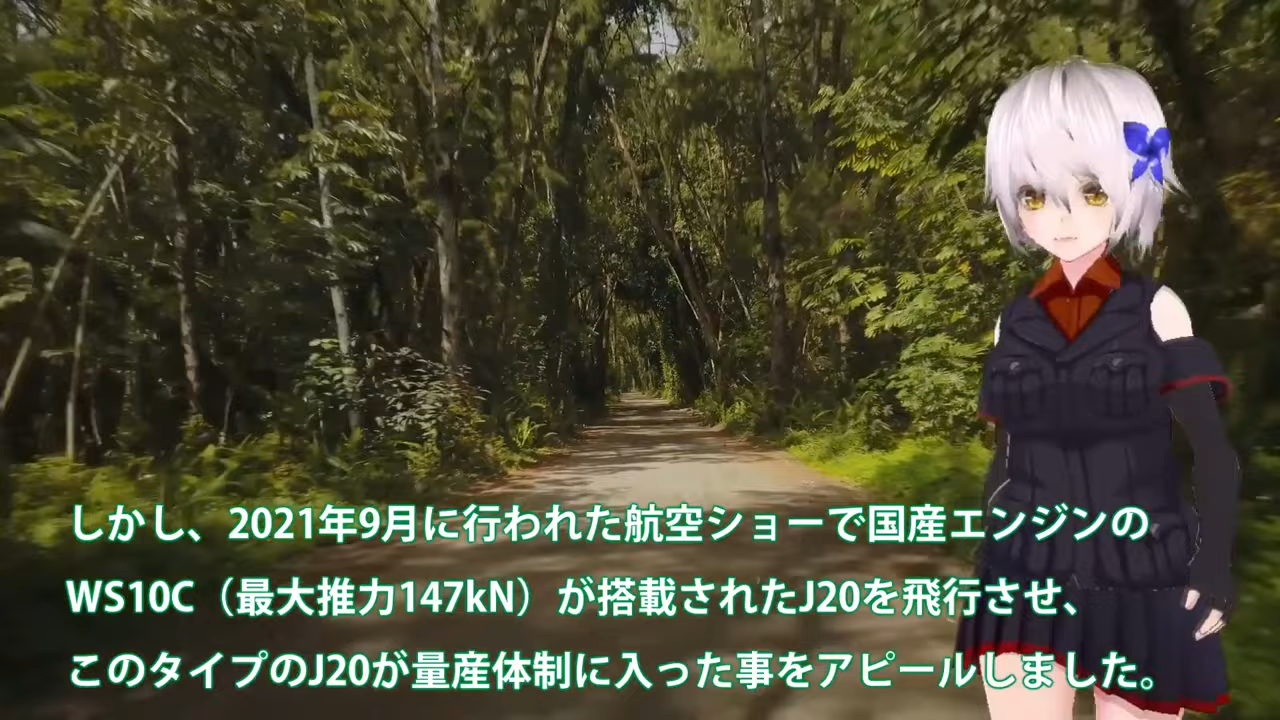 しかし、2021年9月に行われた航空ショーで国産エンジンの
WS10C（最大推力147kN）が搭載されたJ20を飛行させ、
このタイプのJ20が量産体制に入った事をアピールしました。